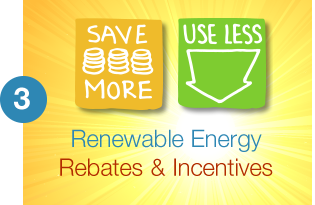 SAVE
MORE
USE LESS
3
Renewable Energy
Rebates & Incentives